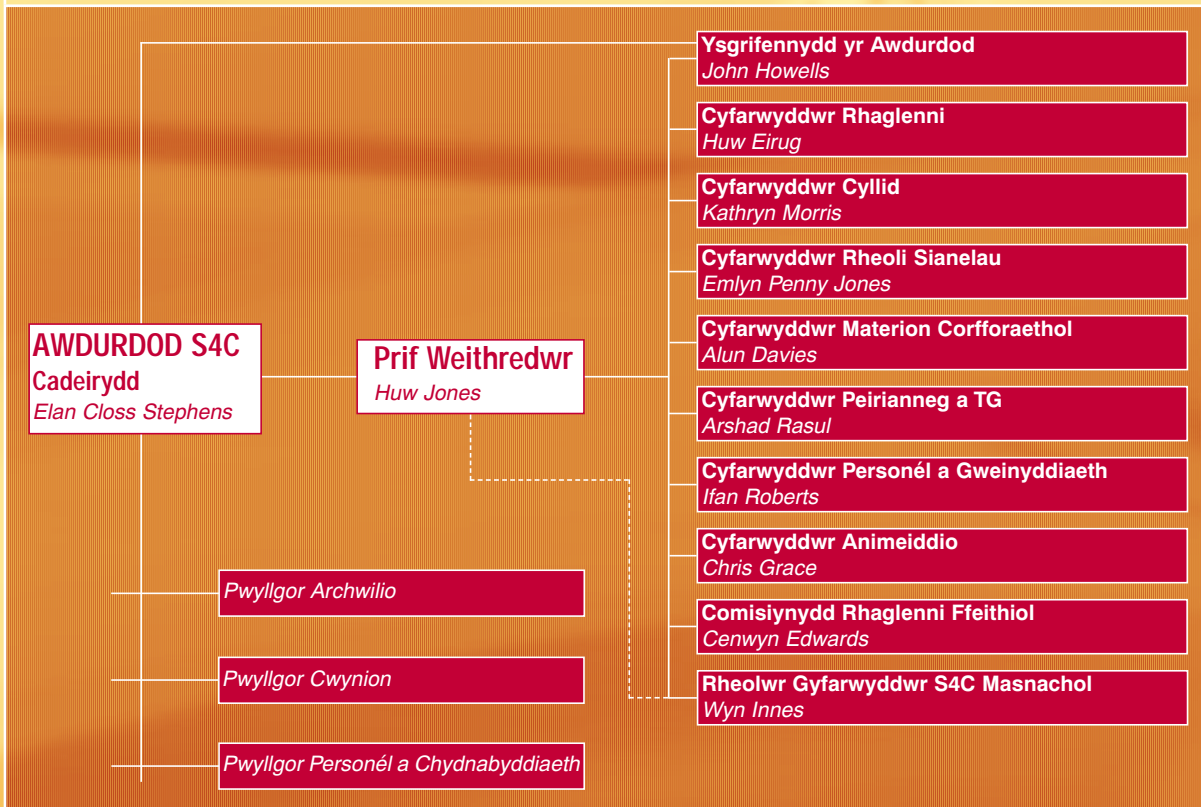 AWDURDOD S4C
Cadeirydd
Elan Closs Stephens
Prif Weithredwr
Huw Jones
Ysgrifennydd yr Awdurdod
John Howells
Cyfarwyddwr Rhaglenni
Huw Eirug
Cyfarwyddwr Cyllid
Kathryn Morris
Cyfarwyddwr Rheoli Sianelau
Emlyn Penny Jones
Cyfarwyddwr Materion Corfforaethol
Alun Davies
Cyfarwyddwr Peirianneg a TG
Arshad Rasul
Cyfarwyddwr Personél a Gweinyddiaeth
Ifan Roberts
Cyfarwyddwr Animeiddio
Chris Grace
Comisiynydd Rhaglenni Ffeithiol
Cenwyn Edwards
Rheolwr Gyfarwyddwr S4C Masnachol
Wyn Innes
Pwyllgor Archwilio
Pwyllgor Cwynion
Pwyllgor Personél a Chydnabyddiaeth